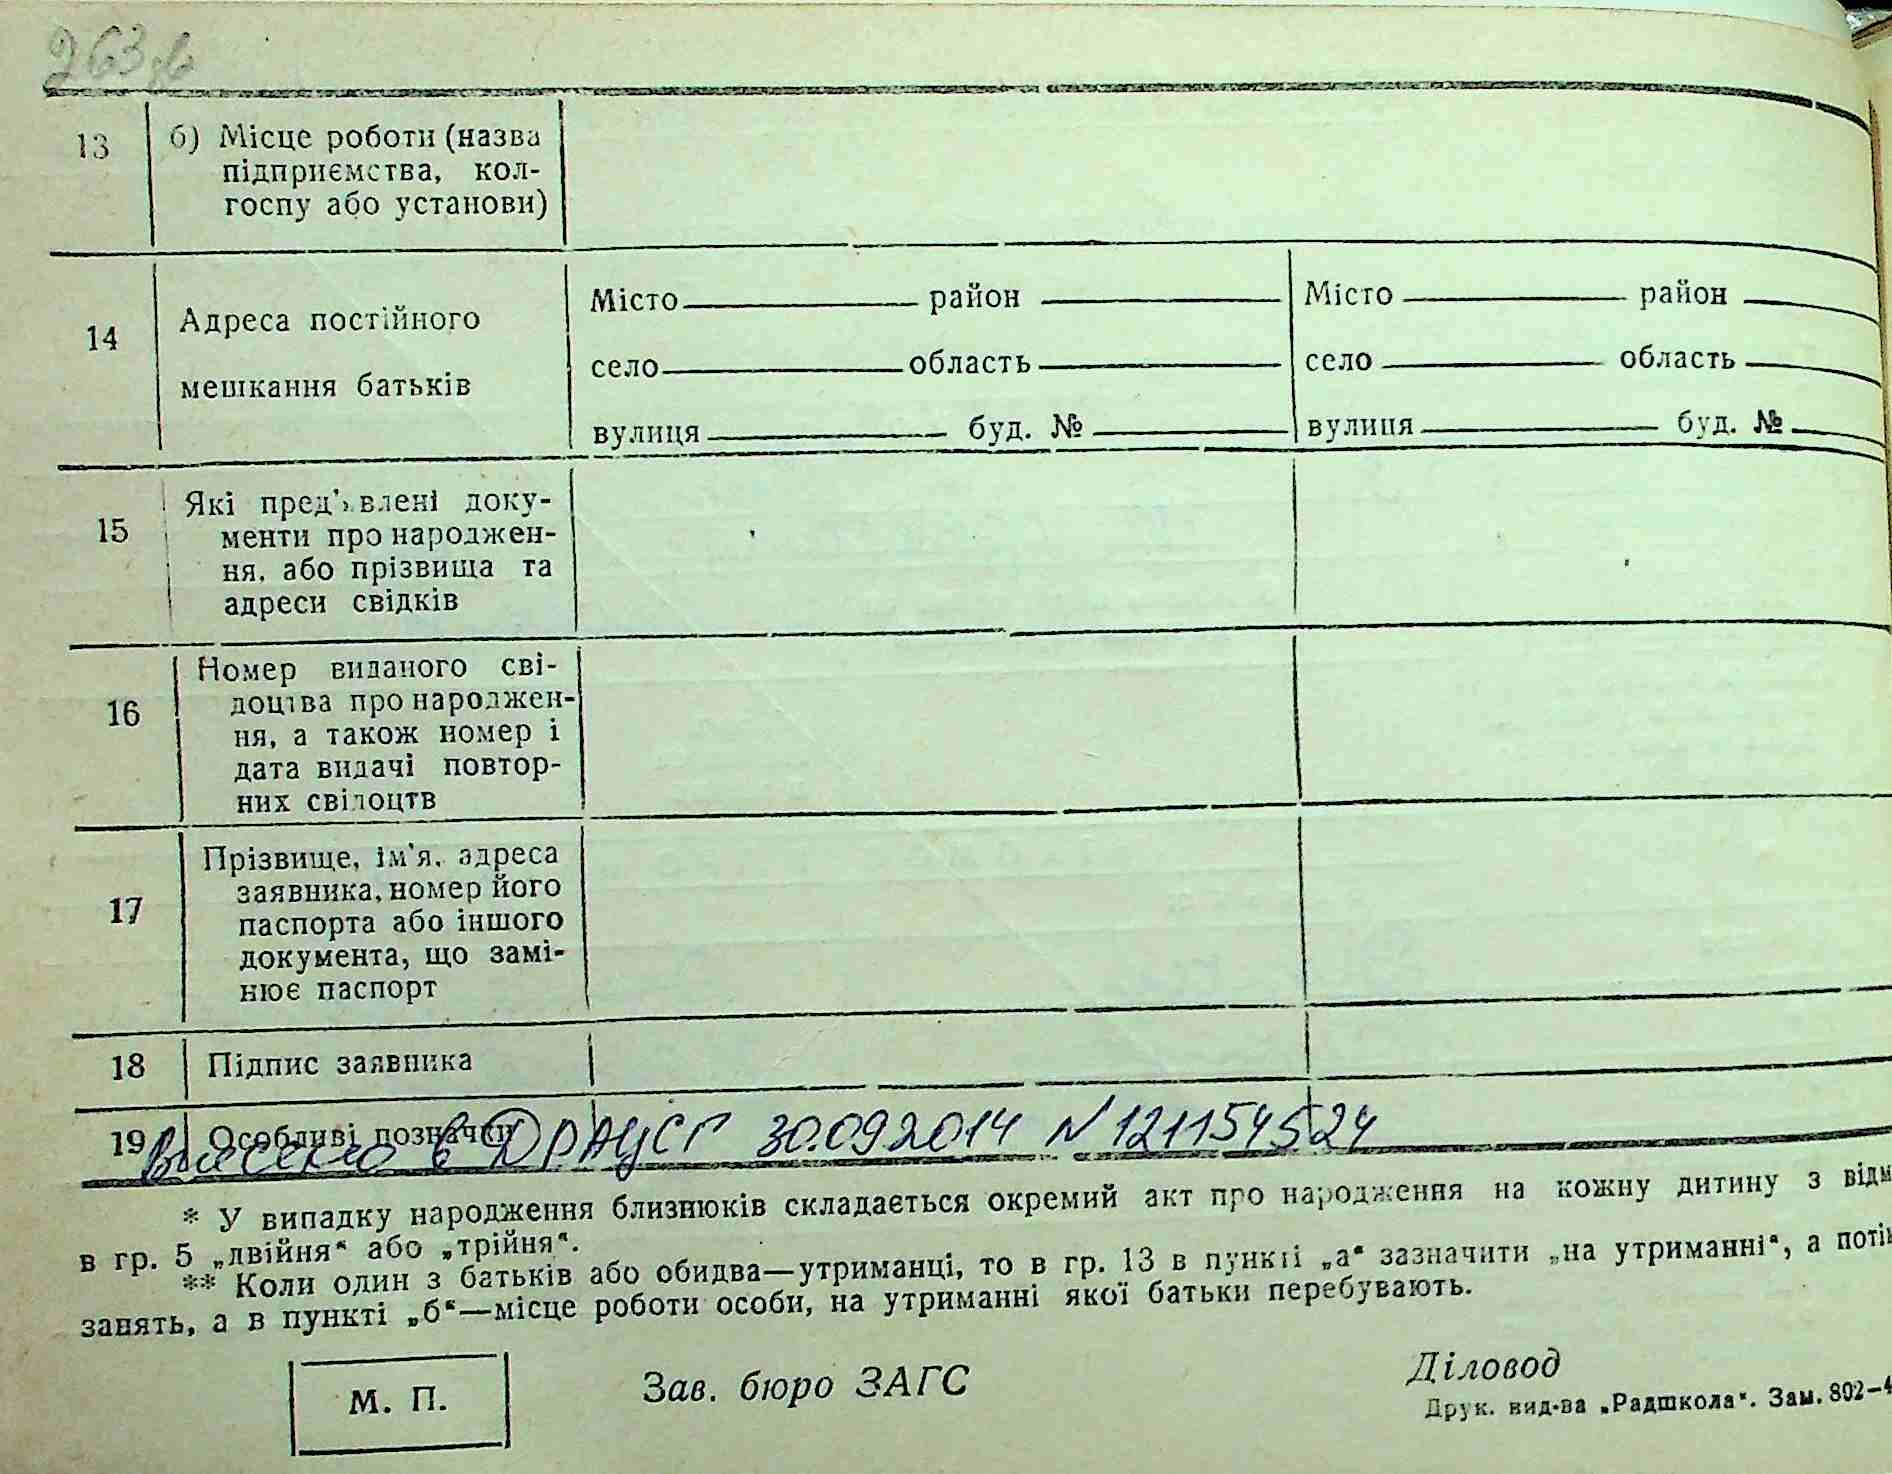 263
13 б) Місце роботи (назва
підприємства, кол-
госпу або установи)
14 Адреса постійного
мешкання батьків
Місто район
село область
вулиця буд. №
Місто район
село область
вулиця буд. №
15 Які пред'явлені доку-
менти про народжен-
ня, або прізвища та
адреси свідків
16 Номер виданого сві-
доцтва про народжен-
ня, а також номер і
дата видачі повтор-
них свідоцтв
17 Прізвище, ім'я, адреса
заявника, номер його
паспорта або іншого
документа, що замі-
нює паспорт
18 Підпис заявника
19 Особливі позначки
Внесено в ДРАЦСГ 30.09.2014 N 121154524
* У випадку народження близнюків складається окремий акт про народження на кожну дитину з відм
в гр. 5 „двійня“ або „трійня“.
** Коли один з батьків або обидва—утриманці, то в гр. 13 в пункті „а“ зазначити „на утриманні“, а потім
занять, а в пункті „б“—місце роботи особи, на утриманні якої батьки перебувають.
М. П.
Зав. бюро ЗАГС
Діловод
Друк. вид-ва „Радшкола“. Зам. 802-4